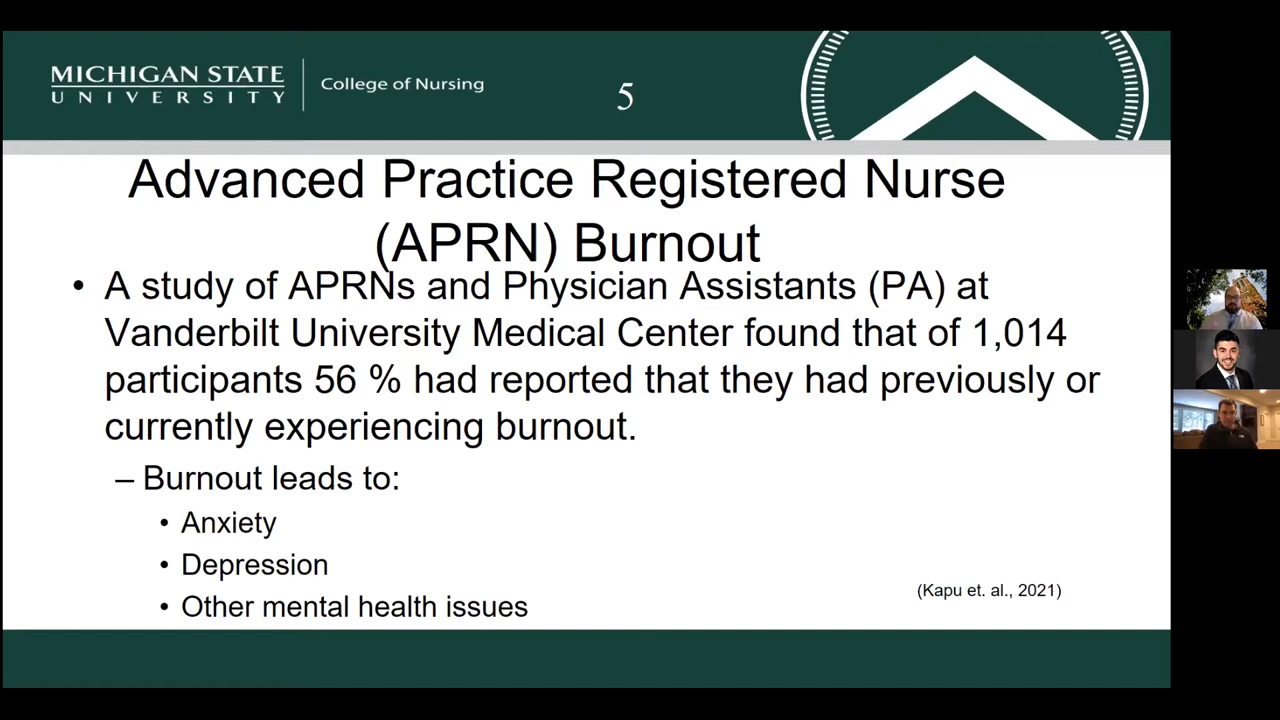 MICHIGAN STATE
UNIVERSITY
College of Nursing
5
Advanced Practice Registered Nurse
(APRN) Burnout
• A study of APRNs and Physician Assistants (PA) at
Vanderbilt University Medical Center found that of 1,014
participants 56 % had reported that they had previously or
currently experiencing burnout.
– Burnout leads to:
• Anxiety
• Depression
• Other mental health issues
(Kapu et. al., 2021)